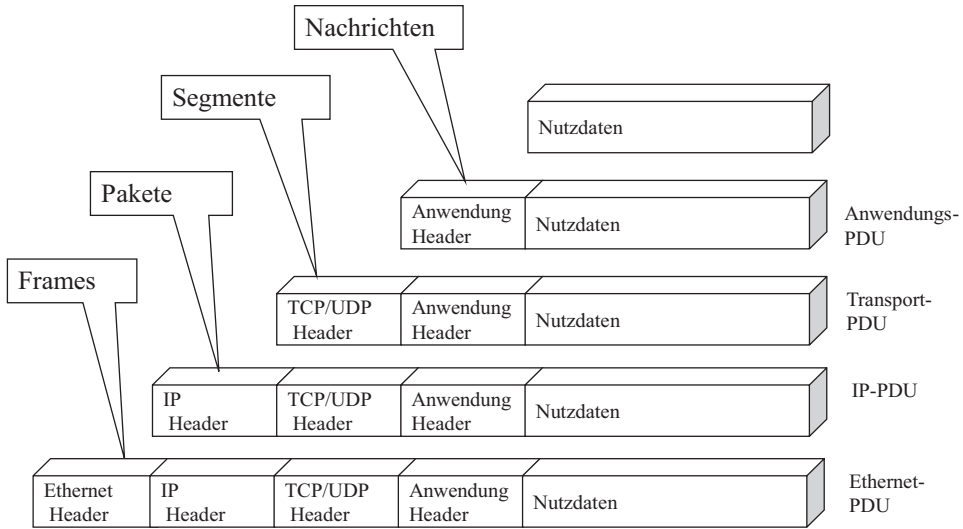 Nachrichten
Segmente
Nutzdaten
Pakete
Anwendung
Header
Nutzdaten
Anwendungs-
PDU
Frames
TCP/UDP
Header
Anwendung
Header
Nutzdaten
Transport-
PDU
IP
Header
TCP/UDP
Header
Anwendung
Header
Nutzdaten
IP-PDU
Ethernet
Header
IP
Header
TCP/UDP
Header
Anwendung
Header
Nutzdaten
Ethernet-
PDU